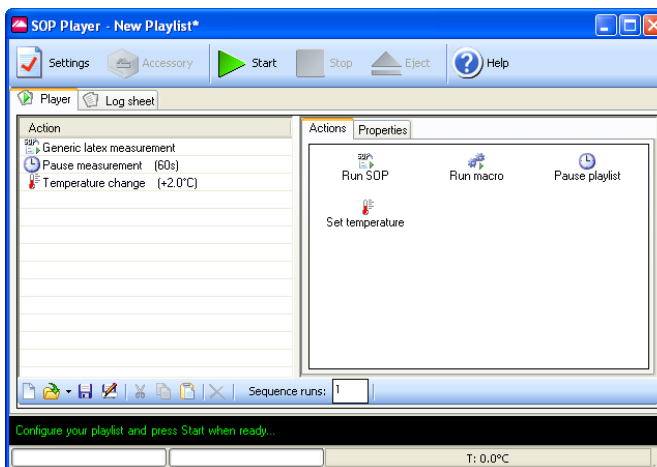 SOP Player - New Playlist*
Settings Accessory Start Stop Eject Help
Player Log sheet
Action
Generic latex measurement
Pause measurement (60s)
Temperature change (+2.0°C)
Actions Properties
Run SOP Run macro Pause playlist
Set temperature
Sequence runs: 1
Configure your playlist and press Start when ready...
T: 0.0°C